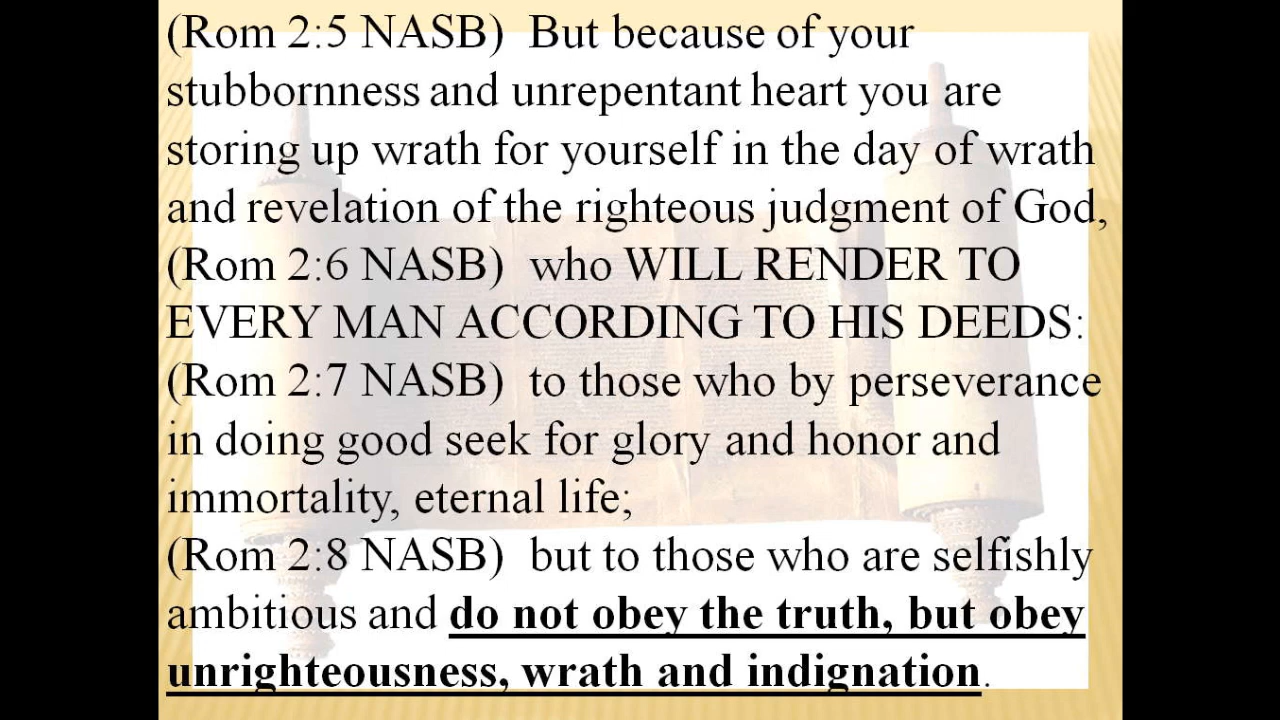 (Rom 2:5 NASB)  But because of your
stubbornness and unrepentant heart you are
storing up wrath for yourself in the day of wrath
and revelation of the righteous judgment of God,
(Rom 2:6 NASB)  who WILL RENDER TO
EVERY MAN ACCORDING TO HIS DEEDS:
(Rom 2:7 NASB)  to those who by perseverance
in doing good seek for glory and honor and
immortality, eternal life;
(Rom 2:8 NASB)  but to those who are selfishly
ambitious and do not obey the truth, but obey
unrighteousness, wrath and indignation.